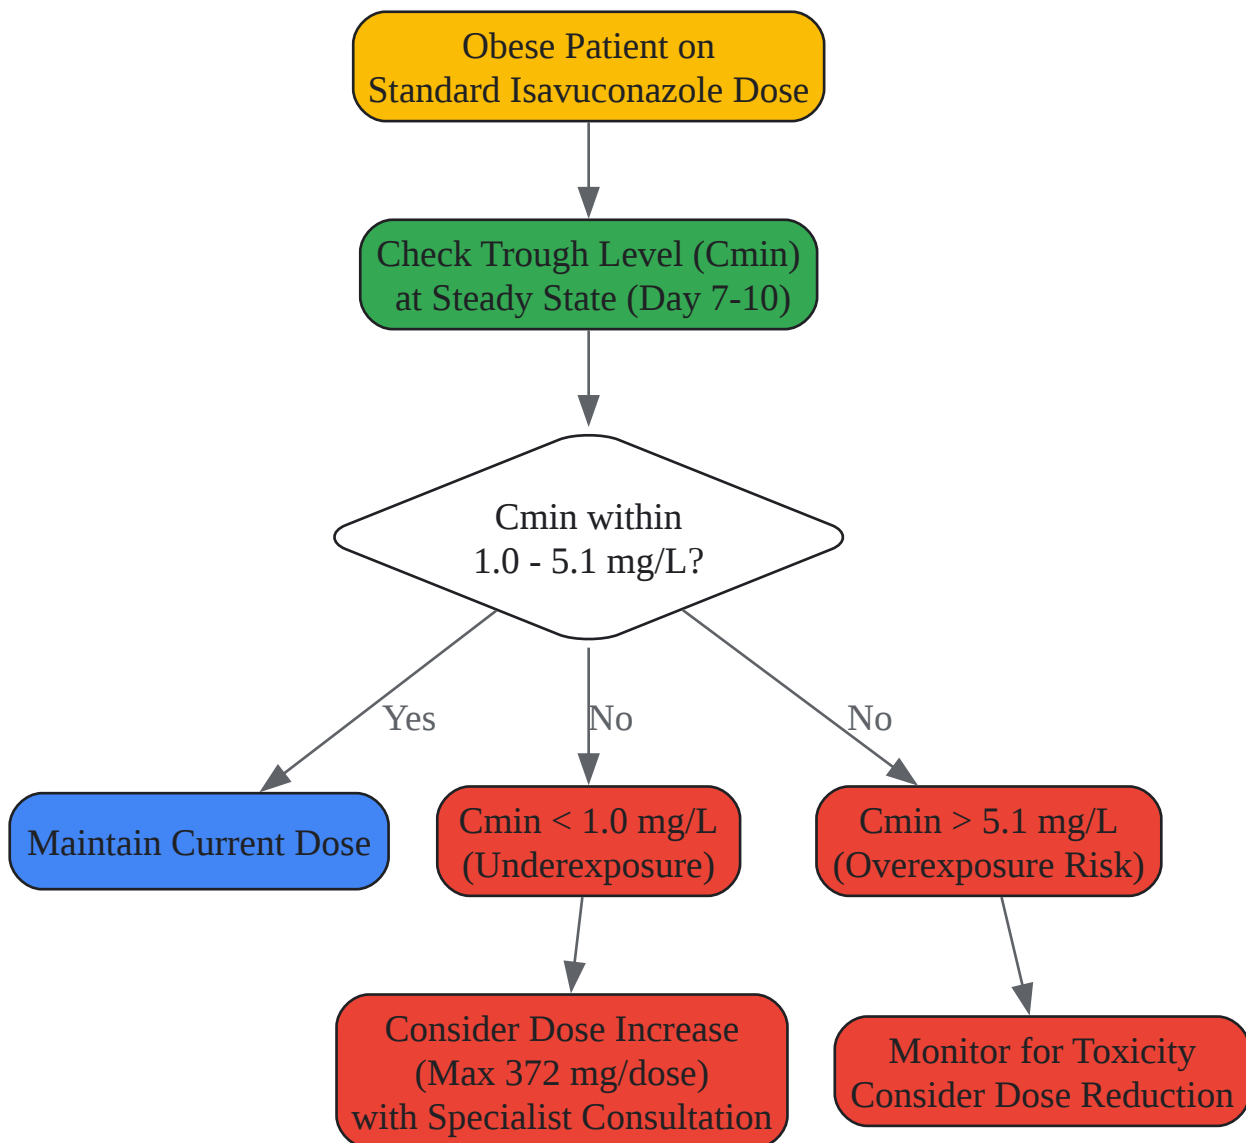 Obese Patient on
Standard Isavuconazole Dose
Check Trough Level (Cmin)
at Steady State (Day 7-10)
Cmin within
1.0 - 5.1 mg/L?
Yes
No
No
Maintain Current Dose
Cmin < 1.0 mg/L
(Underexposure)
Cmin > 5.1 mg/L
(Overexposure Risk)
Consider Dose Increase
(Max 372 mg/dose)
with Specialist Consultation
Monitor for Toxicity
Consider Dose Reduction